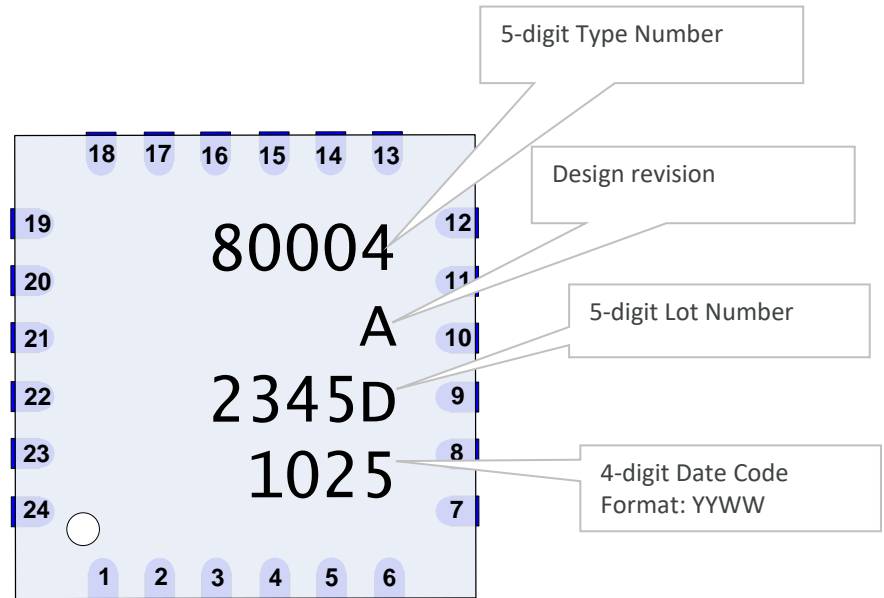 5-digit Type Number
18 17 16 15 14 13
Design revision
19 12
80004
20 11
5-digit Lot Number
A
21 10
2345D
22 9
1025
23 8
4-digit Date Code
Format: YYWW
24 7
1 2 3 4 5 6